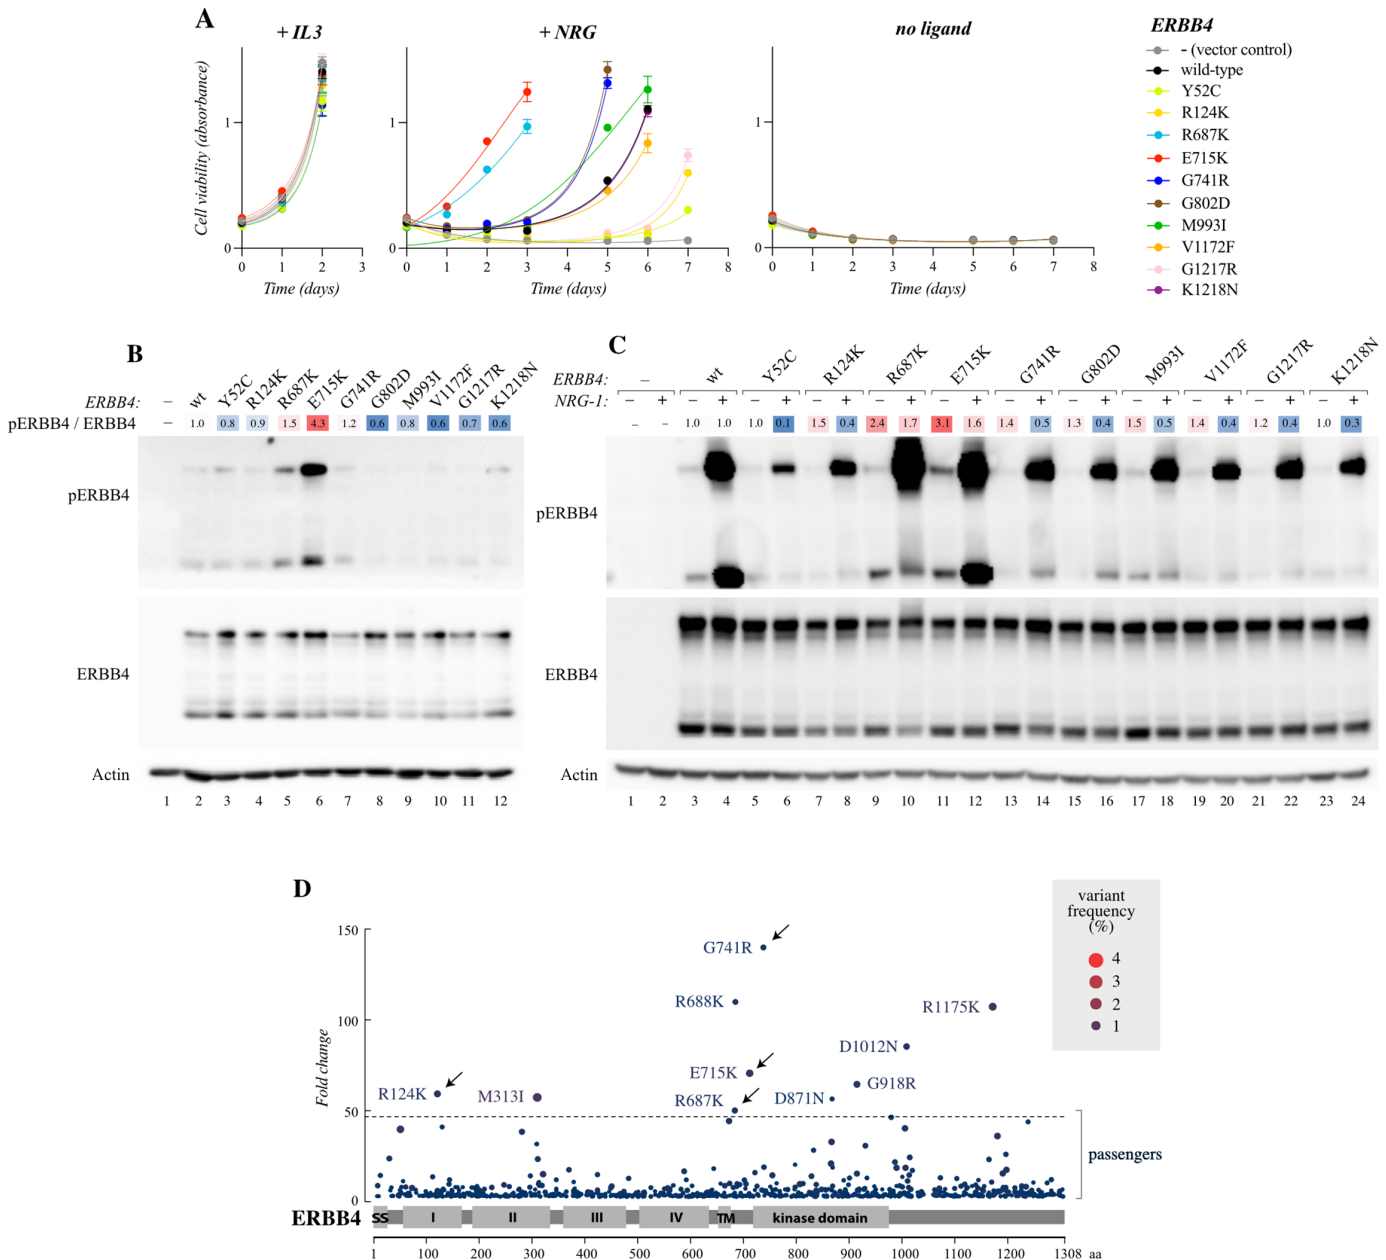 A
+ IL3
+ NRG
no ligand
ERBB4
Cell viability (absorbance)
1
0
0 1 2 3
Time (days)
0 1 2 3 4 5 6 7 8
Time (days)
1
0
0 1 2 3 4 5 6 7 8
Time (days)
- (vector control)
wild-type
Y52C
R124K
R687K
E715K
G741R
G802D
M993I
V1172F
G1217R
K1218N
B
ERBB4: – wt Y52C R124K R687K E715K G741R G802D M993I V1172F G1217R K1218N
pERBB4 / ERBB4 – 1.0 0.8 0.9 1.5 4.3 1.2 0.6 0.8 0.6 0.7 0.6
pERBB4
ERBB4
Actin
1 2 3 4 5 6 7 8 9 10 11 12
C
ERBB4: – wt Y52C R124K R687K E715K G741R G802D M993I V1172F G1217R K1218N
NRG-1: – + – + – + – + – + – + – + – + – + – + – + – +
– – 1.0 1.0 1.0 0.1 1.5 0.4 2.4 1.7 3.1 1.6 1.4 0.5 1.3 0.4 1.5 0.5 1.4 0.4 1.2 0.4 1.0 0.3
pERBB4
ERBB4
Actin
1 2 3 4 5 6 7 8 9 10 11 12 13 14 15 16 17 18 19 20 21 22 23 24
D
variant
frequency
(%)
4
3
2
1
Fold change
150
100
50
0
G741R
R688K
R1175K
D1012N
E715K
G918R
R124K
M313I
R687K
D871N
passengers
ERBB4
SS I II III IV TM kinase domain
1 100 200 300 400 500 600 700 800 900 1000 1100 1200 1308 aa